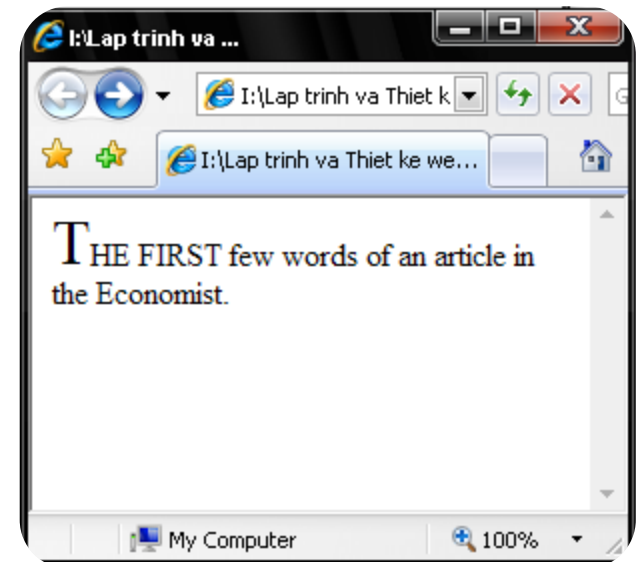 I:\Lap trinh va ...
I:\Lap trinh va Thiet k
G
I:\Lap trinh va Thiet ke we...
THE FIRST few words of an article in
the Economist.
My Computer
100%